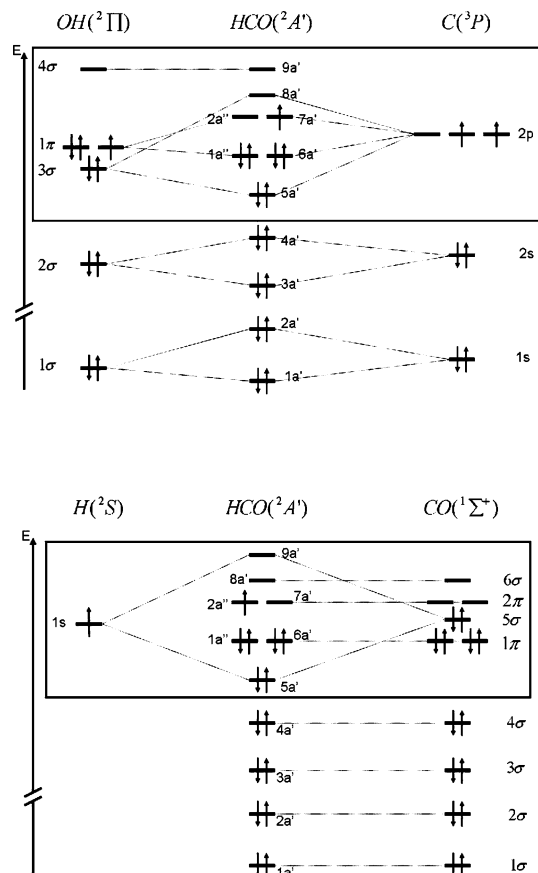 OH(²Π) HCO(²A') C(³P)
E
4σ 9a'
8a'
2a'' 7a' 2p
1π 1a'' 6a'
3σ 5a'
4a' 2s
2σ 3a'
2a'
1σ 1a' 1s
H(²S) HCO(²A') CO(¹Σ⁺)
E
9a'
8a' 6σ
2a'' 7a' 2π
1s 5σ
1a'' 6a' 1π
5a'
4a' 4σ
3a' 3σ
2a' 2σ
1a' 1σ